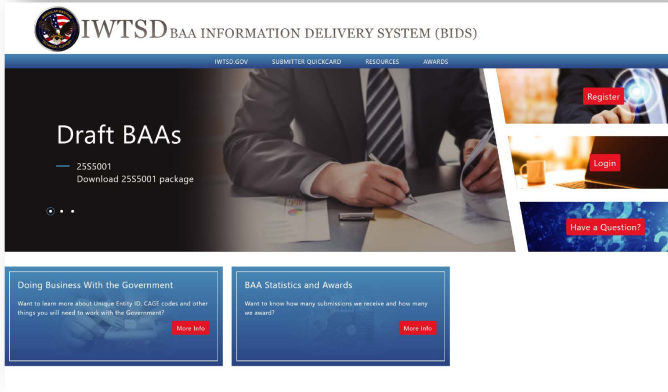 IWTSD BAA INFORMATION DELIVERY SYSTEM (BIDS)
IWTSD.GOV SUBMITTER QUICKCARD RESOURCES AWARDS
Draft BAAs
25S5001
Download 25S5001 package
Register
Login
Have a Question?
Doing Business With the Government
Want to learn more about Unique Entity ID, CAGE codes and other
things you will need to work with the Government?
More Info
BAA Statistics and Awards
Want to know how many submissions we receive and how many
we award?
More Info